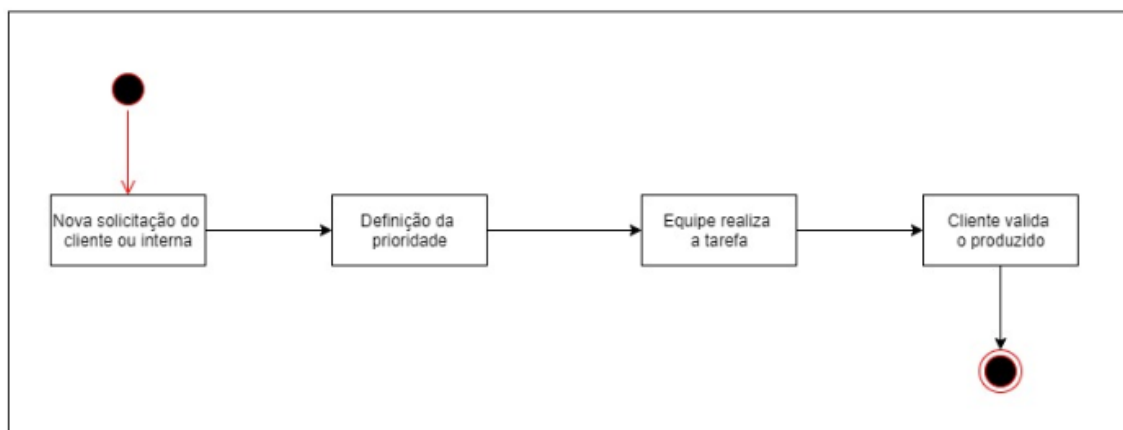 Nova solicitação do
cliente ou interna
Definição da
prioridade
Equipe realiza
a tarefa
Cliente valida
o produzido